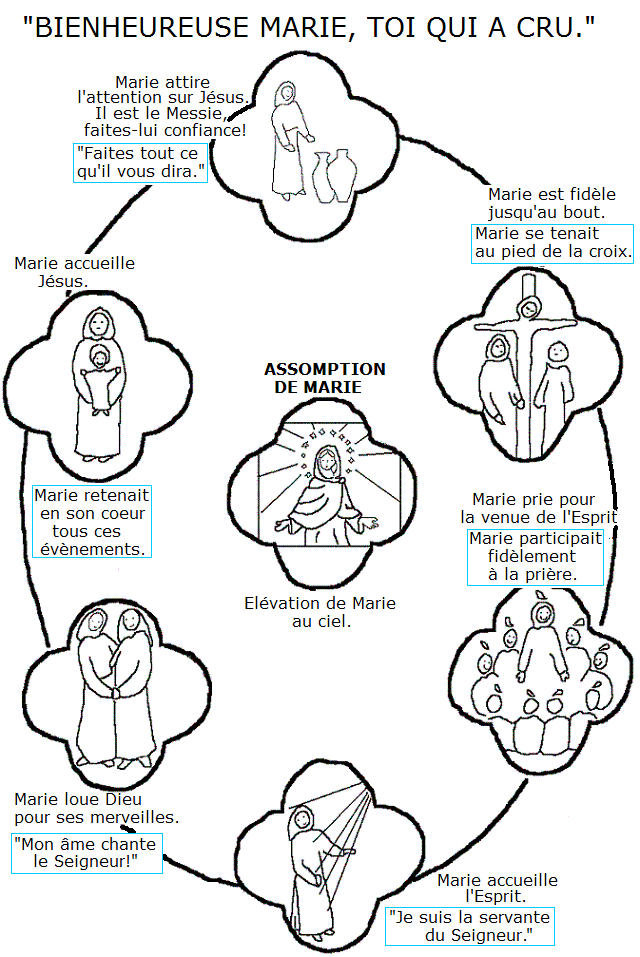 "BIENHEUREUSE MARIE, TOI QUI A CRU."
Marie attire
l'attention sur Jésus.
Il est le Messie,
faites-lui confiance!
"Faites tout ce
qu'il vous dira."
Marie est fidèle
jusqu'au bout.
Marie se tenait
au pied de la croix.
Marie accueille
Jésus.
ASSOMPTION
DE MARIE
Marie retenait
en son coeur
tous ces
évènements.
Marie prie pour
la venue de l'Esprit
Marie participait
fidèlement
à la prière.
Elévation de Marie
au ciel.
Marie loue Dieu
pour ses merveilles.
"Mon âme chante
le Seigneur!"
Marie accueille
l'Esprit.
"Je suis la servante
du Seigneur."